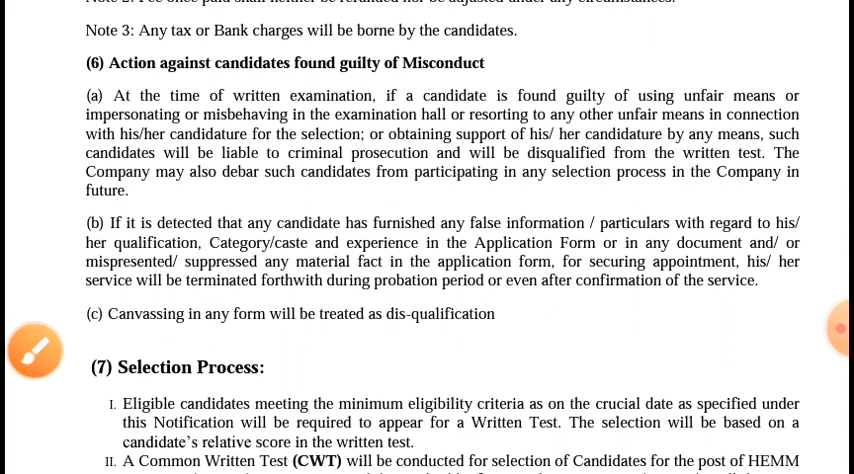 Note 3: Any tax or Bank charges will be borne by the candidates.
(6) Action against candidates found guilty of Misconduct
(a) At the time of written examination, if a candidate is found guilty of using unfair means or
impersonating or misbehaving in the examination hall or resorting to any other unfair means in connection
with his/her candidature for the selection; or obtaining support of his/ her candidature by any means, such
candidates will be liable to criminal prosecution and will be disqualified from the written test. The
Company may also debar such candidates from participating in any selection process in the Company in
future.
(b) If it is detected that any candidate has furnished any false information / particulars with regard to his/
her qualification, Category/caste and experience in the Application Form or in any document and/ or
mispresented/ suppressed any material fact in the application form, for securing appointment, his/ her
service will be terminated forthwith during probation period or even after confirmation of the service.
(c) Canvassing in any form will be treated as dis-qualification
(7) Selection Process:
I. Eligible candidates meeting the minimum eligibility criteria as on the crucial date as specified under
this Notification will be required to appear for a Written Test. The selection will be based on a
candidate's relative score in the written test.
II. A Common Written Test (CWT) will be conducted for selection of Candidates for the post of HEMM